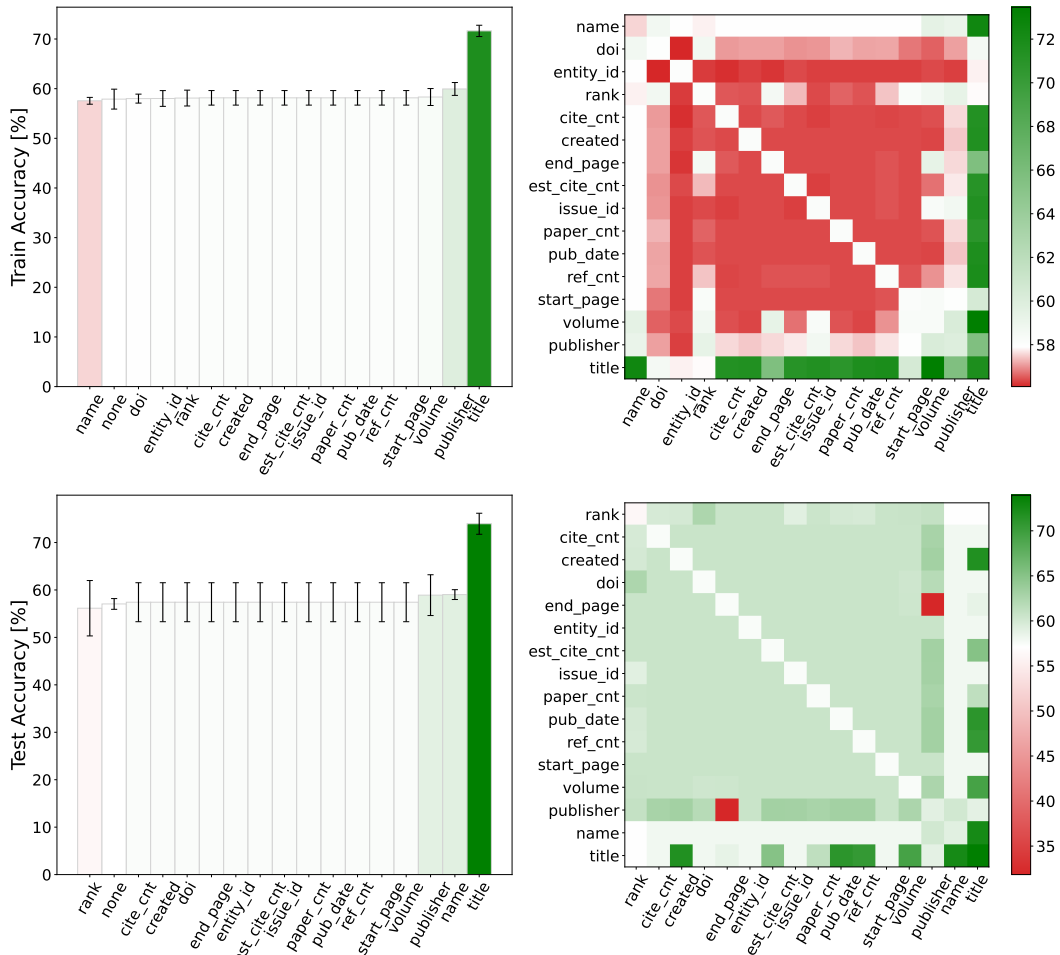 Train Accuracy [%]
70
60
50
40
30
20
10
0
name
none
doi
entity_id
rank
cite_cnt
created
end_page
est_cite_cnt
issue_id
paper_cnt
pub_date
ref_cnt
start_page
volume
publisher
title
name
doi
entity_id
rank
cite_cnt
created
end_page
est_cite_cnt
issue_id
paper_cnt
pub_date
ref_cnt
start_page
volume
publisher
title
name
doi
entity_id
rank
cite_cnt
created
end_page
est_cite_cnt
issue_id
paper_cnt
pub_date
ref_cnt
start_page
volume
publisher
title
72
70
68
66
64
62
60
58
Test Accuracy [%]
70
60
50
40
30
20
10
0
rank
none
cite_cnt
created
doi
end_page
entity_id
est_cite_cnt
issue_id
paper_cnt
pub_date
ref_cnt
start_page
volume
publisher
name
title
rank
cite_cnt
created
doi
end_page
entity_id
est_cite_cnt
issue_id
paper_cnt
pub_date
ref_cnt
start_page
volume
publisher
name
title
rank
cite_cnt
created
doi
end_page
entity_id
est_cite_cnt
issue_id
paper_cnt
pub_date
ref_cnt
start_page
volume
publisher
name
title
70
65
60
55
50
45
40
35